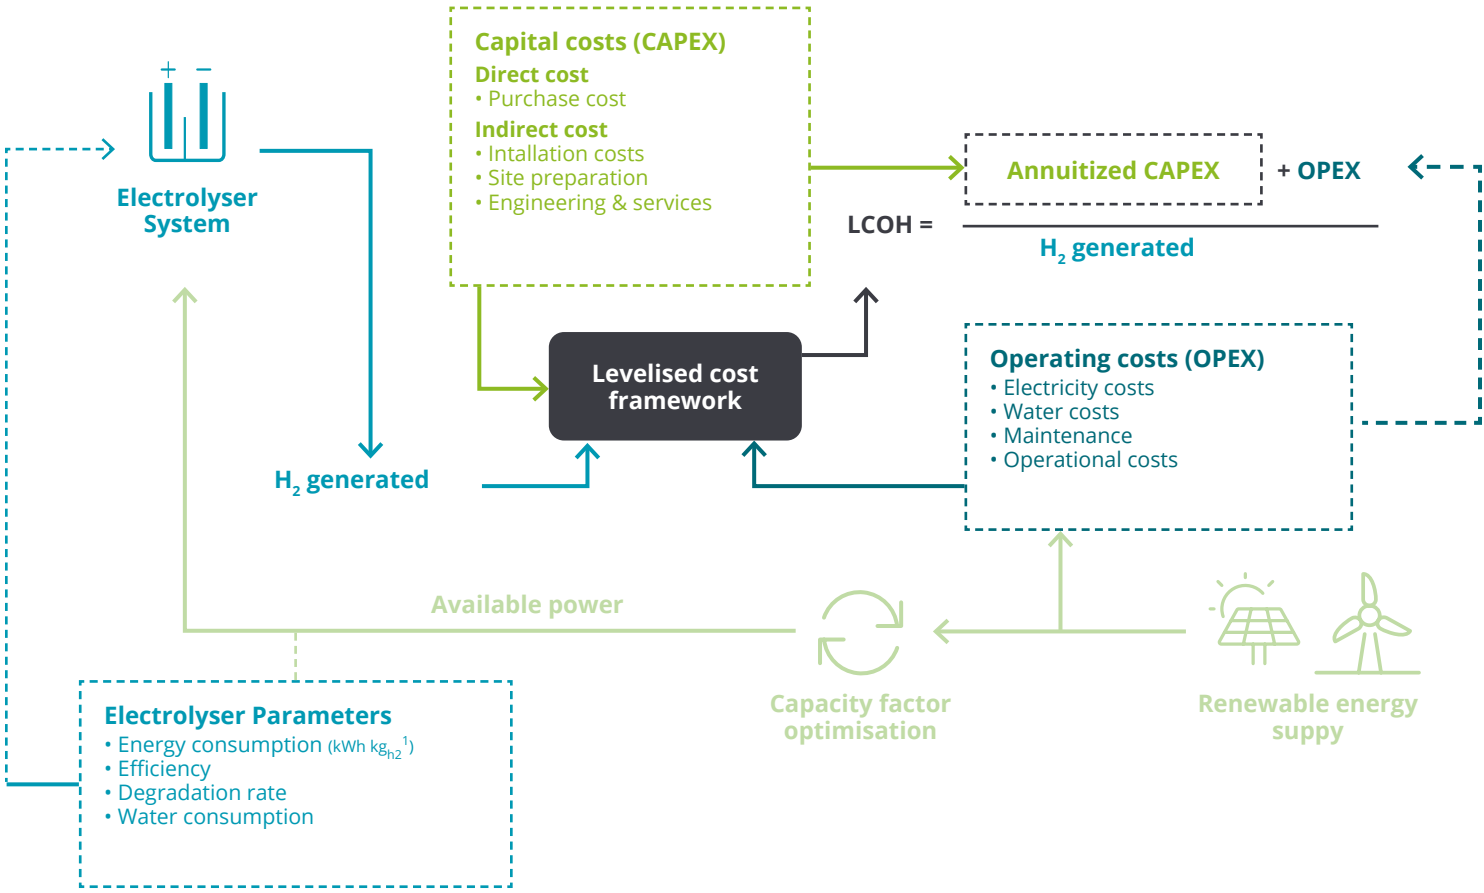 Capital costs (CAPEX)
Direct cost
• Purchase cost
Indirect cost
• Intallation costs
• Site preparation
• Engineering & services
+ −
Electrolyser
System
Annuitized CAPEX + OPEX
LCOH =
H₂ generated
Levelised cost
framework
Operating costs (OPEX)
• Electricity costs
• Water costs
• Maintenance
• Operational costs
H₂ generated
Available power
Capacity factor
optimisation
Renewable energy
suppy
Electrolyser Parameters
• Energy consumption (kWh kg_h2^1)
• Efficiency
• Degradation rate
• Water consumption